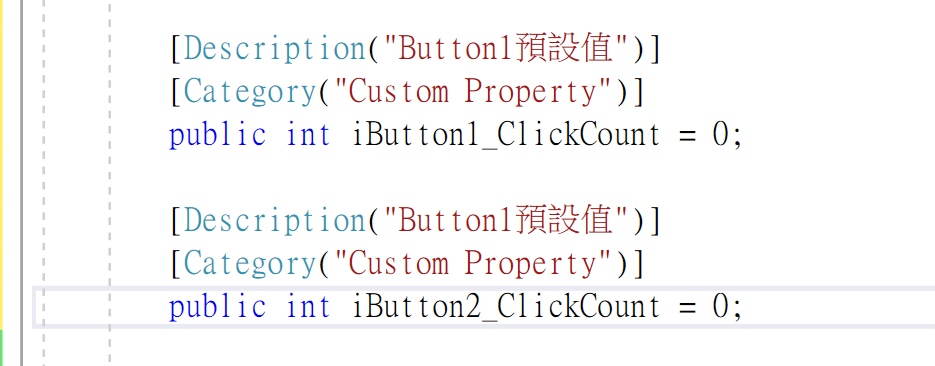 [Description("Button1預設值")]
[Category("Custom Property")]
public int iButton1_ClickCount = 0;
[Description("Button1預設值")]
[Category("Custom Property")]
public int iButton2_ClickCount = 0;